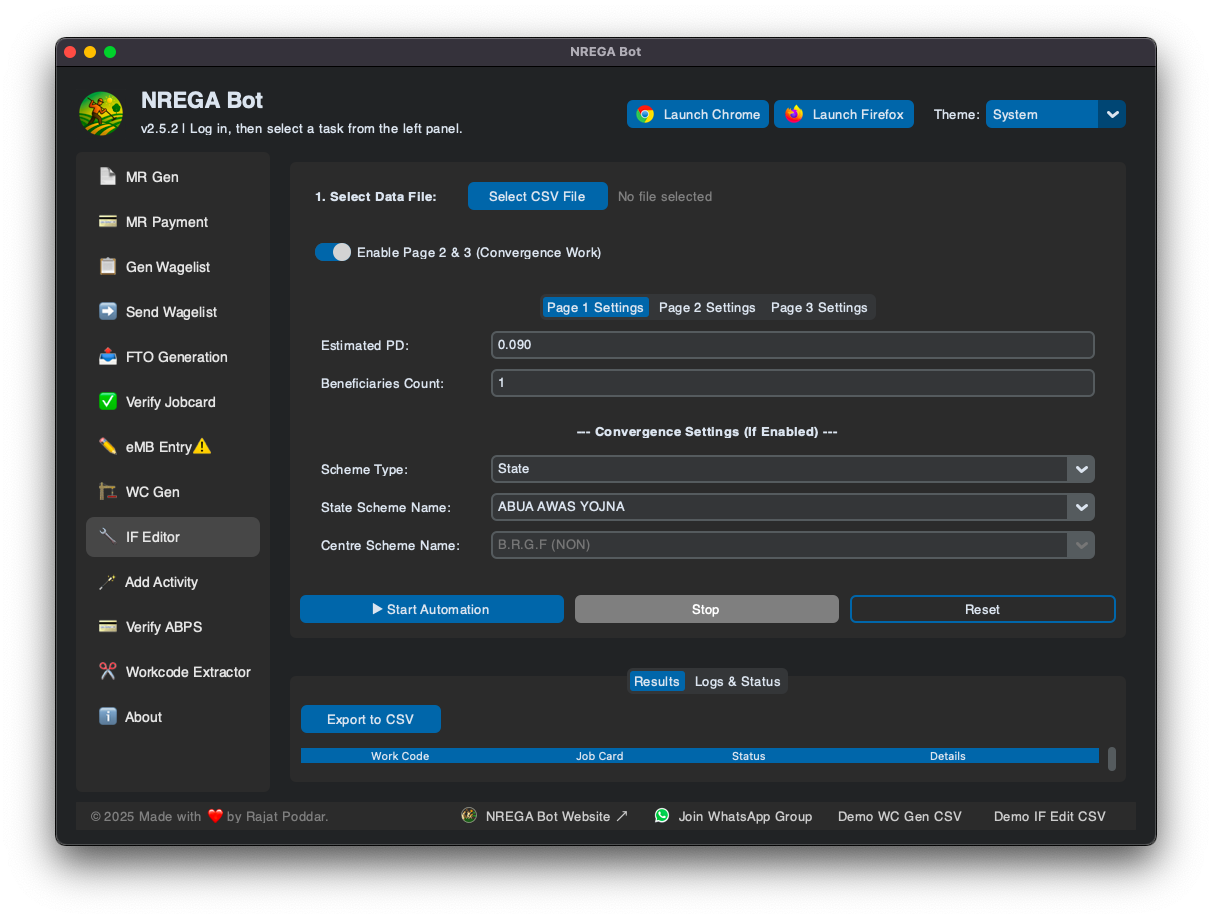 NREGA Bot
NREGA Bot
v2.5.2 | Log in, then select a task from the left panel.
Launch Chrome
Launch Firefox
Theme:
System
MR Gen
MR Payment
Gen Wagelist
Send Wagelist
FTO Generation
Verify Jobcard
eMB Entry
WC Gen
IF Editor
Add Activity
Verify ABPS
Workcode Extractor
About
1. Select Data File:
Select CSV File
No file selected
Enable Page 2 & 3 (Convergence Work)
Page 1 Settings
Page 2 Settings
Page 3 Settings
Estimated PD:
0.090
Beneficiaries Count:
1
--- Convergence Settings (If Enabled) ---
Scheme Type:
State
State Scheme Name:
ABUA AWAS YOJNA
Centre Scheme Name:
B.R.G.F (NON)
Start Automation
Stop
Reset
Results
Logs & Status
Export to CSV
Work Code
Job Card
Status
Details
© 2025 Made with ❤️ by Rajat Poddar.
NREGA Bot Website ↗
Join WhatsApp Group
Demo WC Gen CSV
Demo IF Edit CSV